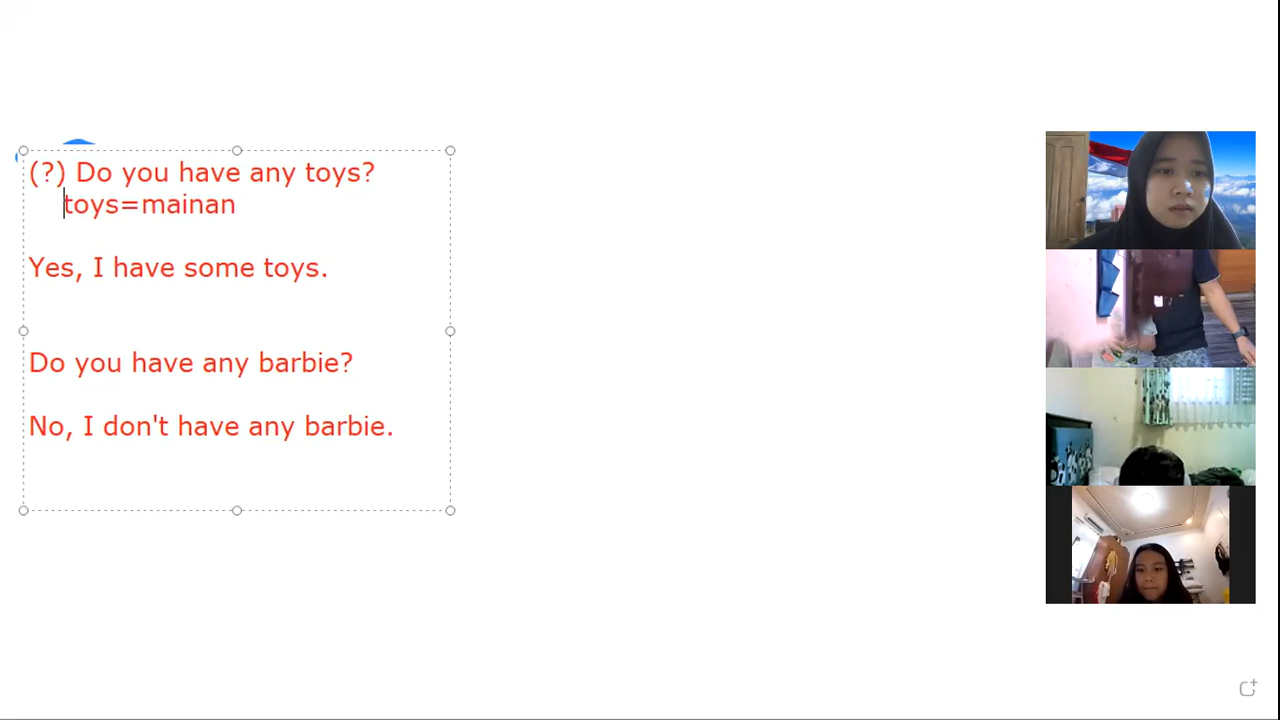 (?) Do you have any toys?
toys=mainan
Yes, I have some toys.
Do you have any barbie?
No, I don't have any barbie.